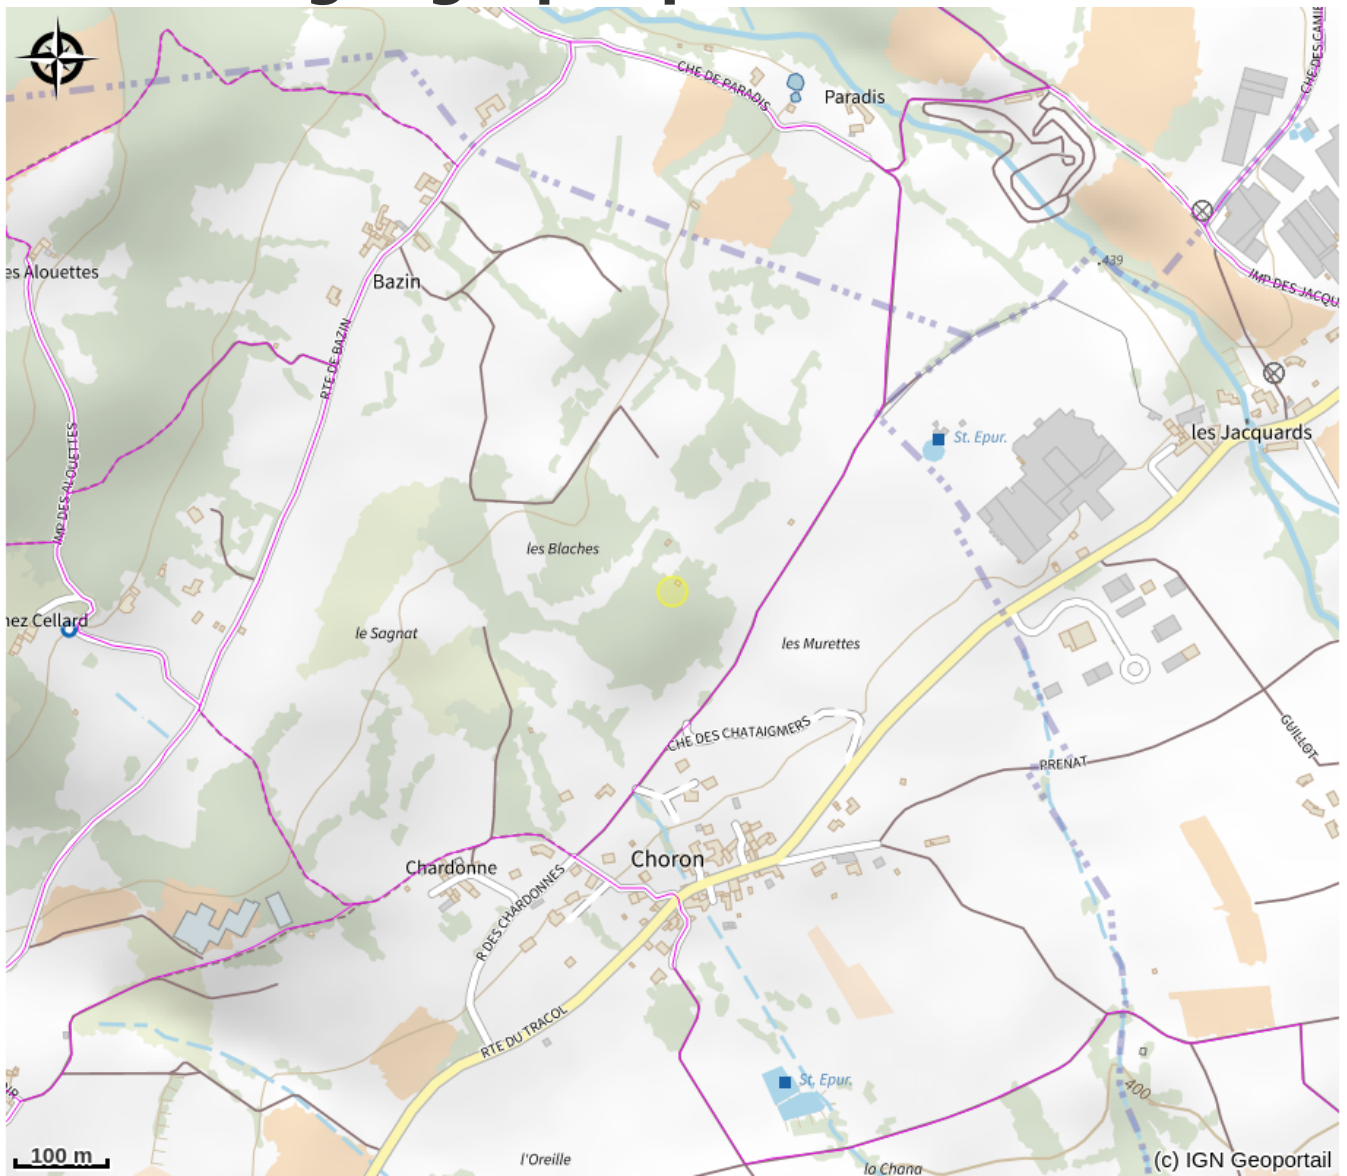 CHE DE PARADIS
Paradis
CHE DES CAMIE
es Alouettes
Bazin
439
IMP DES JACQU
RTE DE BAZIN
IMP DES ALOUETTES
St. Epur.
les Jacquards
les Blaches
hez Cellard
le Sagnat
les Murettes
CHE DES CHATAIGMERS
GUILLOT
PRENAT
Choron
Chardonne
R DES CHARDONNES
RTE DU TRACOL
St. Epur.
400
100 m
l'Oreille
la Chana
(c) IGN Geoportail